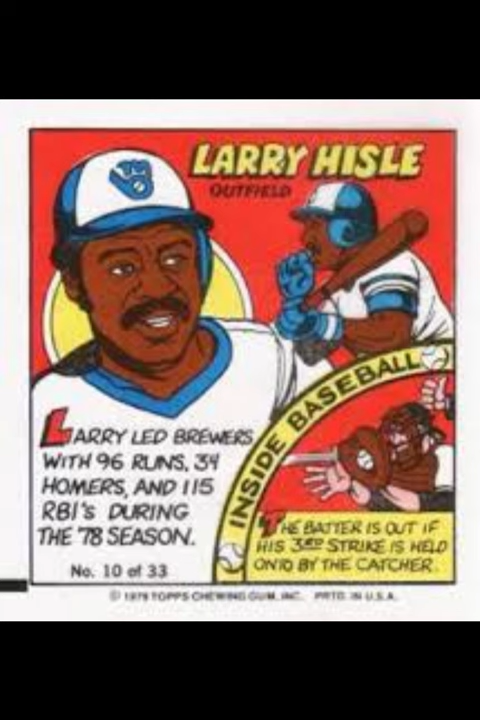 LARRY HISLE
OUTFIELD
INSIDE BASEBALL
LARRY LED BREWERS
WITH 96 RUNS, 34
HOMERS, AND 115
RBI'S DURING
THE '78 SEASON.
No. 10 of 33
THE BATTER IS OUT IF
HIS 3RD STRIKE IS HELD
ONTO BY THE CATCHER.
© 1979 TOPPS CHEWING GUM, INC. PRTD. IN U.S.A.